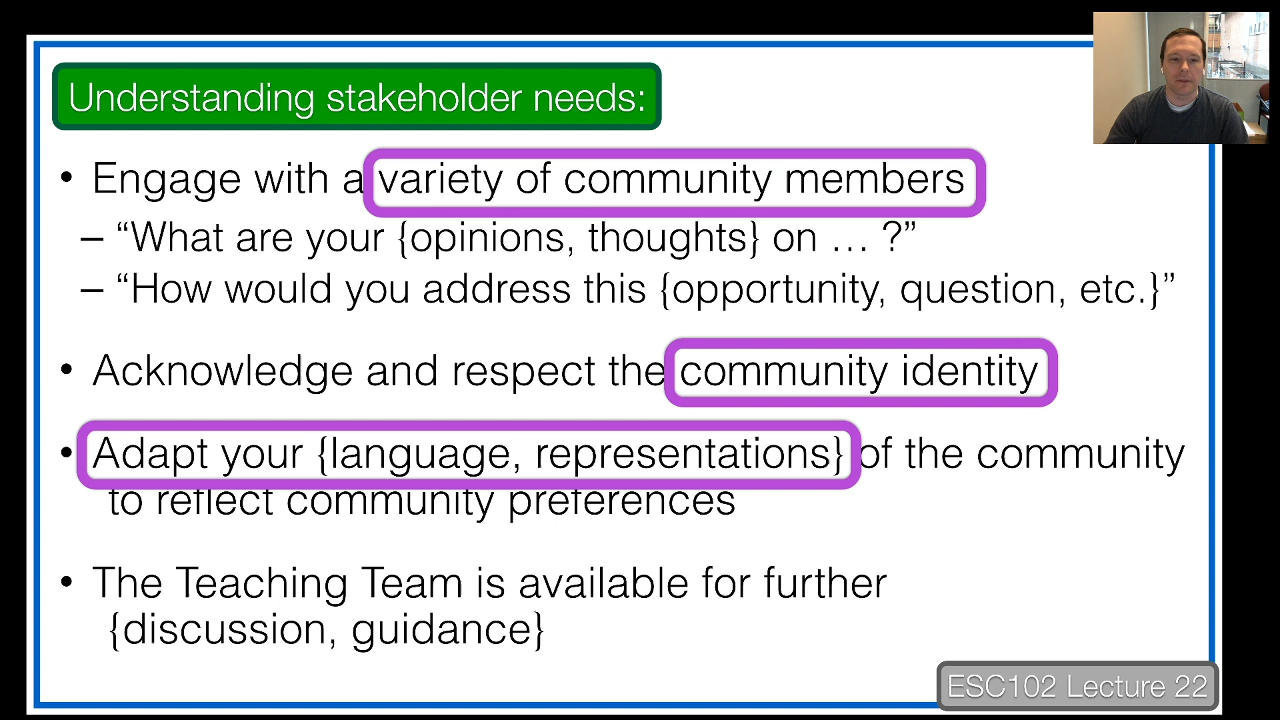 Understanding stakeholder needs:
• Engage with a variety of community members
– “What are your {opinions, thoughts} on … ?”
– “How would you address this {opportunity, question, etc.}”
• Acknowledge and respect the community identity
• Adapt your {language, representations} of the community
to reflect community preferences
• The Teaching Team is available for further
{discussion, guidance}
ESC102 Lecture 22